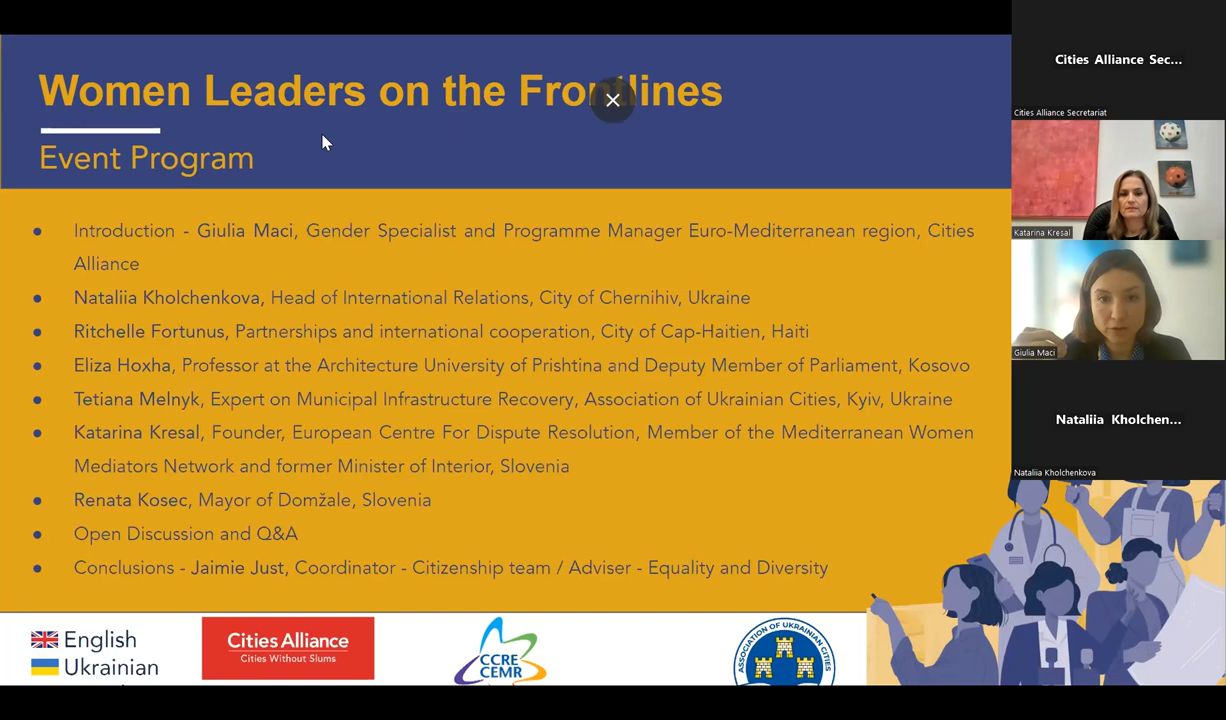 Women Leaders on the Frontlines
Event Program
Introduction - Giulia Maci, Gender Specialist and Programme Manager Euro-Mediterranean region, Cities
Alliance
Nataliia Kholchenkova, Head of International Relations, City of Chernihiv, Ukraine
Ritchelle Fortunus, Partnerships and international cooperation, City of Cap-Haitien, Haiti
Eliza Hoxha, Professor at the Architecture University of Prishtina and Deputy Member of Parliament, Kosovo
Tetiana Melnyk, Expert on Municipal Infrastructure Recovery, Association of Ukrainian Cities, Kyiv, Ukraine
Katarina Kresal, Founder, European Centre For Dispute Resolution, Member of the Mediterranean Women
Mediators Network and former Minister of Interior, Slovenia
Renata Kosec, Mayor of Domžale, Slovenia
Open Discussion and Q&A
Conclusions - Jaimie Just, Coordinator - Citizenship team / Adviser - Equality and Diversity
English
Ukrainian
Cities Alliance
Cities Without Slums
CCRE
CEMR
ASSOCIATION OF UKRAINIAN CITIES
Cities Alliance Sec...
Cities Alliance Secretariat
Katarina Kresal
Giulia Maci
Nataliia Kholchen...
Nataliia Kholchenkova